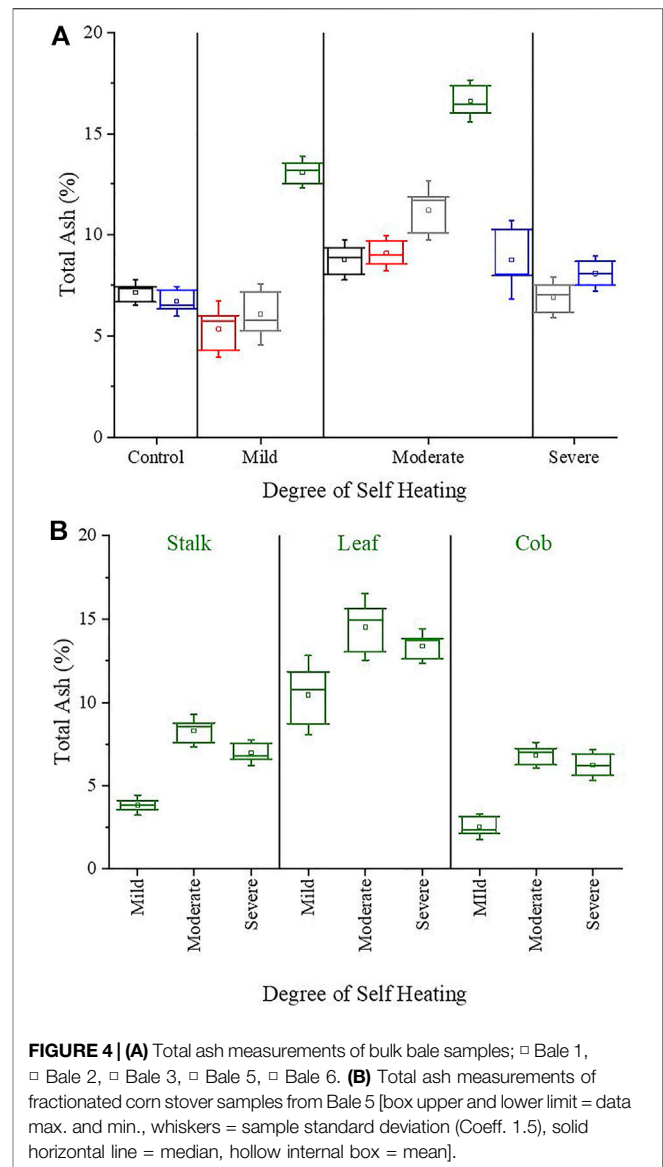 A
20
15
10
5
0
Total Ash (%)
Control Mild Moderate Severe
Degree of Self Heating
B
20
15
10
5
0
Total Ash (%)
Stalk Leaf Cob
Mild Moderate Severe Mild Moderate Severe MIld Moderate Severe
Degree of Self Heating
FIGURE 4 | (A) Total ash measurements of bulk bale samples; □ Bale 1,
□ Bale 2, □ Bale 3, □ Bale 5, □ Bale 6. (B) Total ash measurements of
fractionated corn stover samples from Bale 5 [box upper and lower limit = data
max. and min., whiskers = sample standard deviation (Coeff. 1.5), solid
horizontal line = median, hollow internal box = mean].